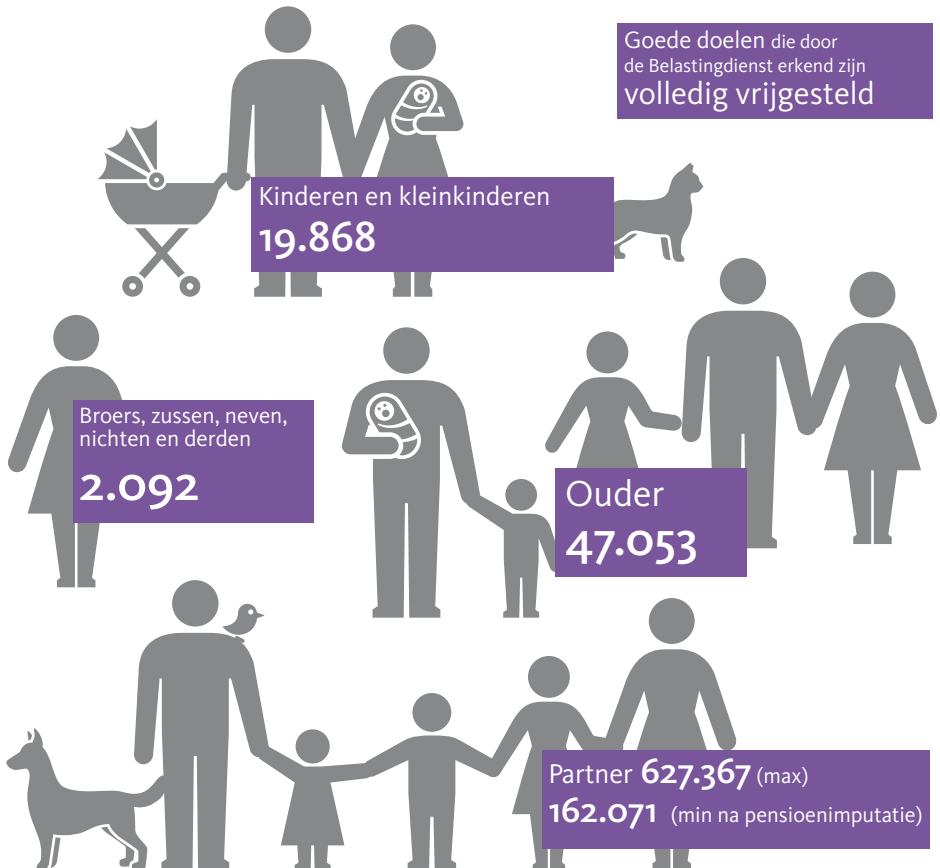 Goede doelen die door
de Belastingdienst erkend zijn
volledig vrijgesteld
Kinderen en kleinkinderen
19.868
Broers, zussen, neven,
nichten en derden
2.092
Ouder
47.053
Partner 627.367 (max)
162.071 (min na pensioenimputatie)